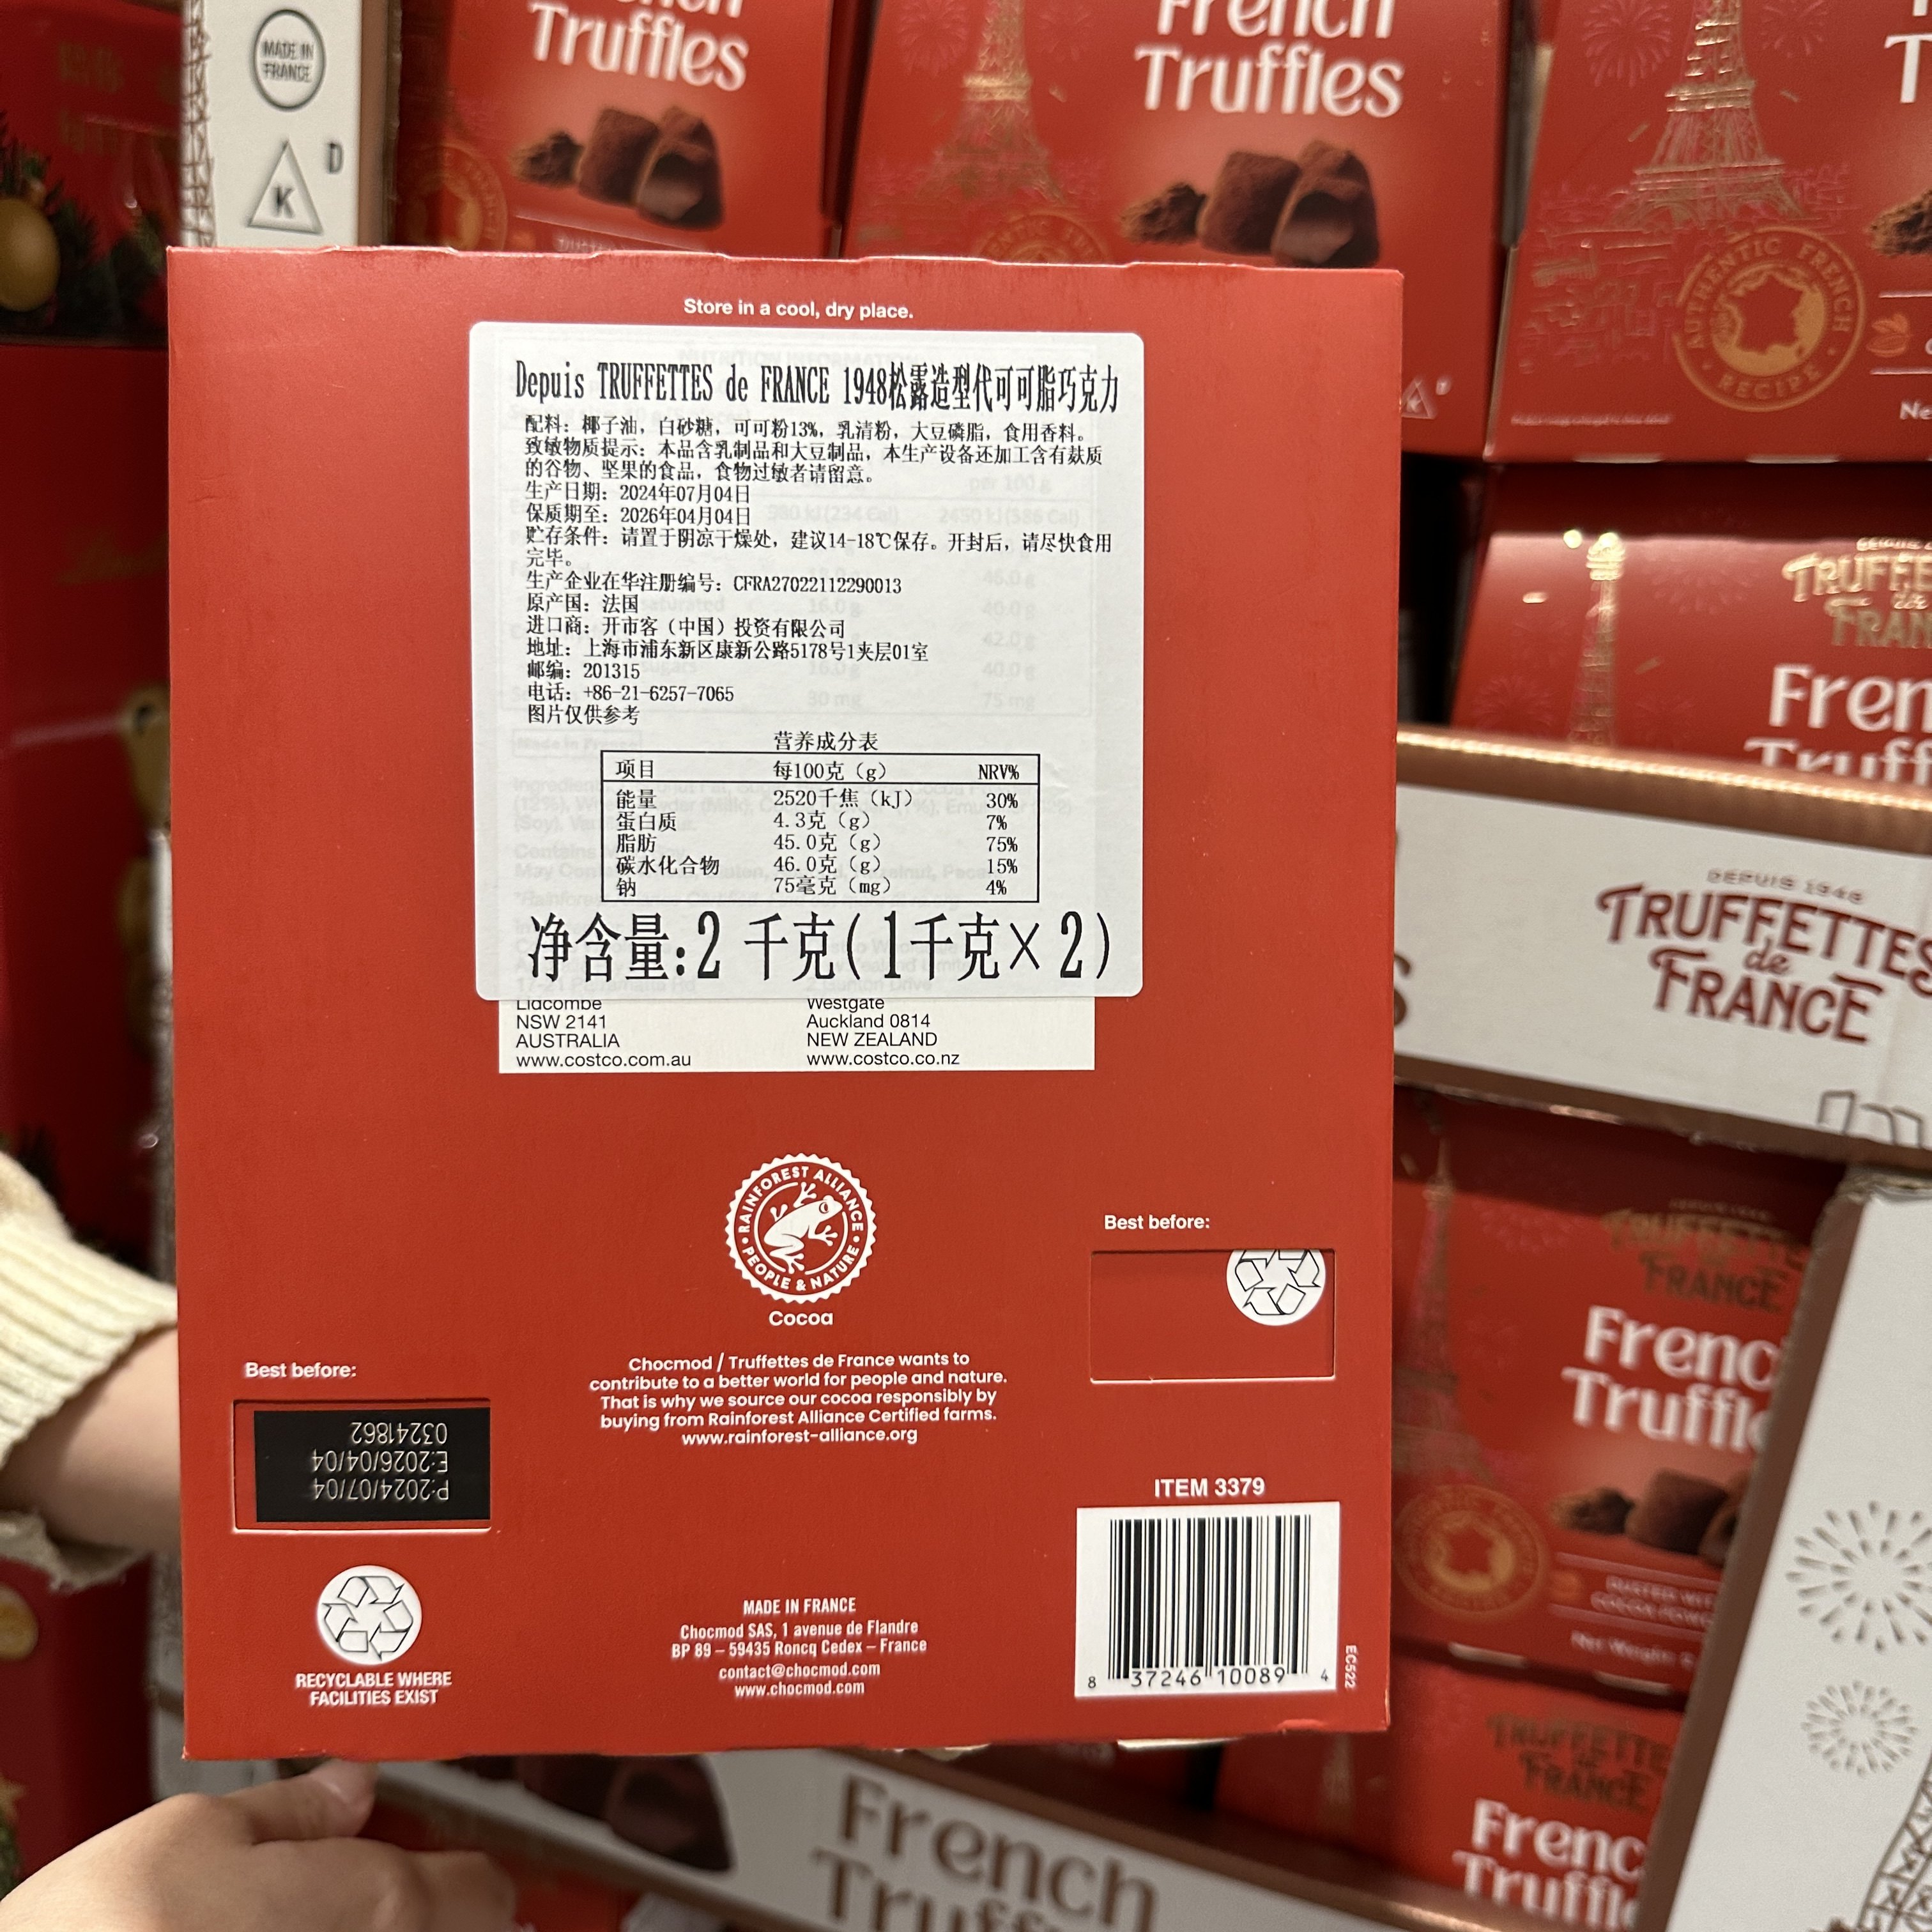 MADE IN
FRANCE
K
D
French
Truffles
French
Truffles
AUTHENTIC FRENCH
RECIPE
Store in a cool, dry place.
Depuis TRUFFETTES de FRANCE 1948松露造型代可可脂巧克力
配料：椰子油，白砂糖，可可粉13%，乳清粉，大豆磷脂，食用香料。
致敏物质提示：本品含乳制品和大豆制品，本生产设备还加工含有麸质
的谷物、坚果的食品，食物过敏者请留意。
生产日期：2024年07月04日
保质期至：2026年04月04日
贮存条件：请置于阴凉干燥处，建议14-18℃保存。开封后，请尽快食用
完毕。
生产企业在华注册编号：CFRA27022112290013
原产国：法国
进口商：开市客（中国）投资有限公司
地址：上海市浦东新区康新公路5178号1夹层01室
邮编：201315
电话：+86-21-6257-7065
图片仅供参考
营养成分表
项目 每100克（g） NRV%
能量 2520千焦（kJ） 30%
蛋白质 4.3克（g） 7%
脂肪 45.0克（g） 75%
碳水化合物 46.0克（g） 15%
钠 75毫克（mg） 4%
净含量:2 千克(1千克×2)
Lidcombe Westgate
NSW 2141 Auckland 0814
AUSTRALIA NEW ZEALAND
www.costco.com.au www.costco.co.nz
RAINFOREST ALLIANCE
PEOPLE & NATURE
Cocoa
Chocmod / Truffettes de France wants to
contribute to a better world for people and nature.
That is why we source our cocoa responsibly by
buying from Rainforest Alliance Certified farms.
www.rainforest-alliance.org
Best before:
Best before:
P:2024/07/04
E:2026/04/04
03241862
RECYCLABLE WHERE
FACILITIES EXIST
MADE IN FRANCE
Chocmod SAS, 1 avenue de Flandre
BP 89 – 59435 Roncq Cedex – France
contact@chocmod.com
www.chocmod.com
ITEM 3379
8 37246 10089 4
EC522
DEPUIS 1948
TRUFFETTES
de
FRANCE
TRUFFETTES
de
FRANCE
French
Truffles
French
Truffles
French
Truffles